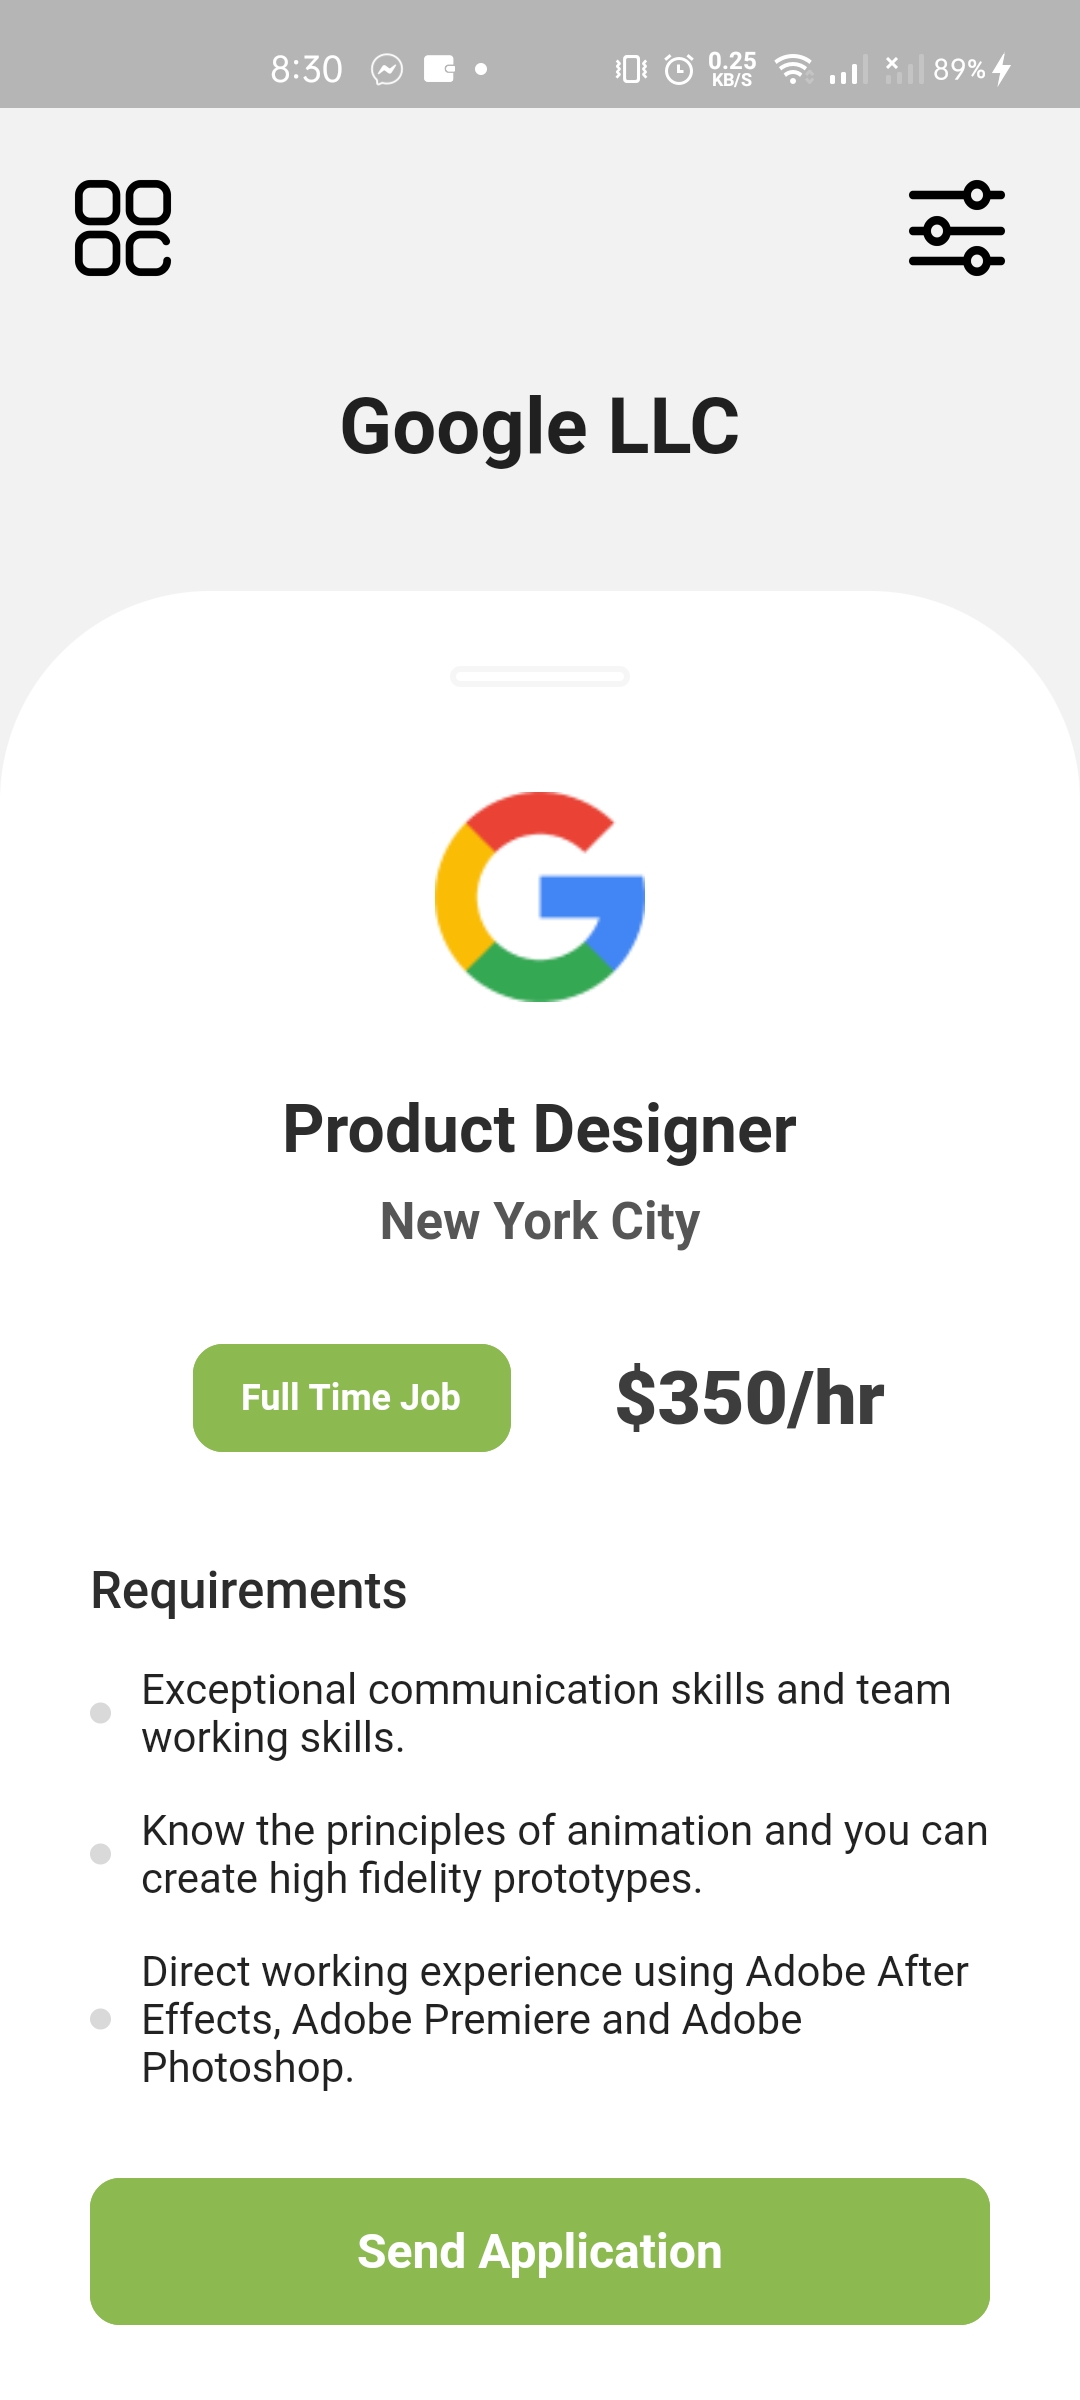 8:30
0.25
KB/S
89%
Google LLC
Product Designer
New York City
Full Time Job
$350/hr
Requirements
Exceptional communication skills and team
working skills.
Know the principles of animation and you can
create high fidelity prototypes.
Direct working experience using Adobe After
Effects, Adobe Premiere and Adobe
Photoshop.
Send Application